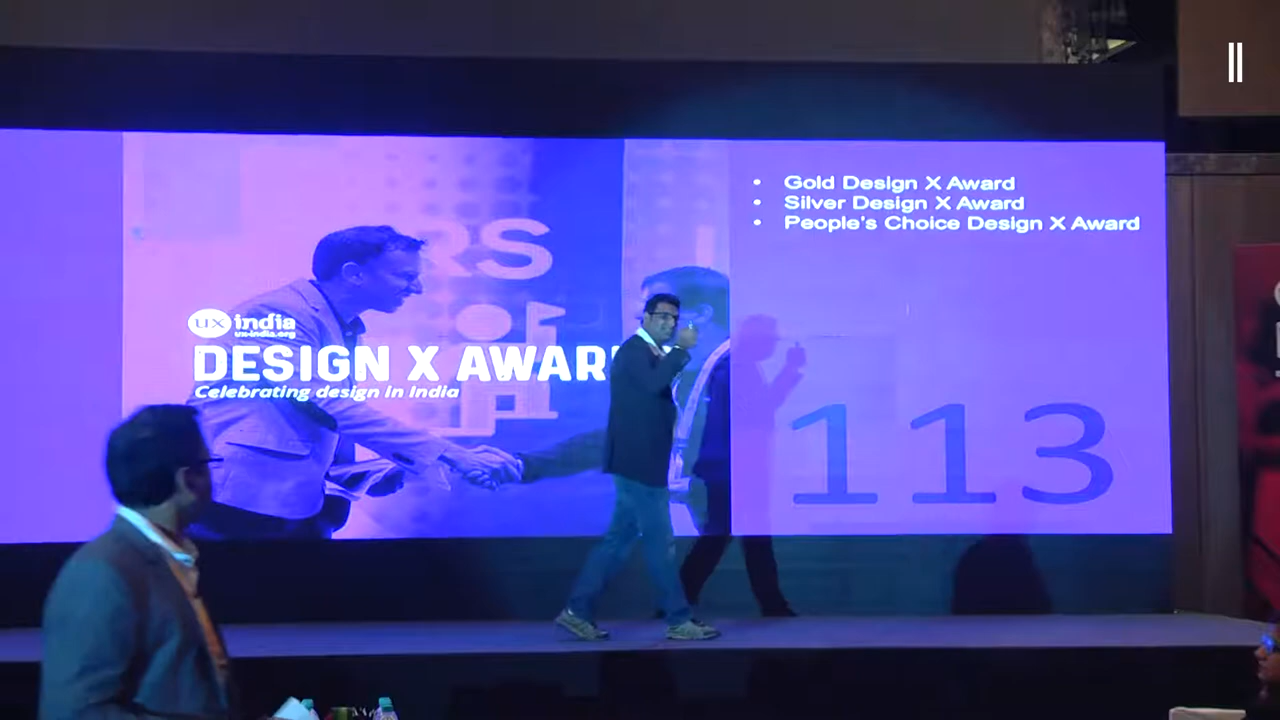 RS
ux india
ux-india.org
DESIGN X AWAR
Celebrating design in India
• Gold Design X Award
• Silver Design X Award
• People's Choice Design X Award
113